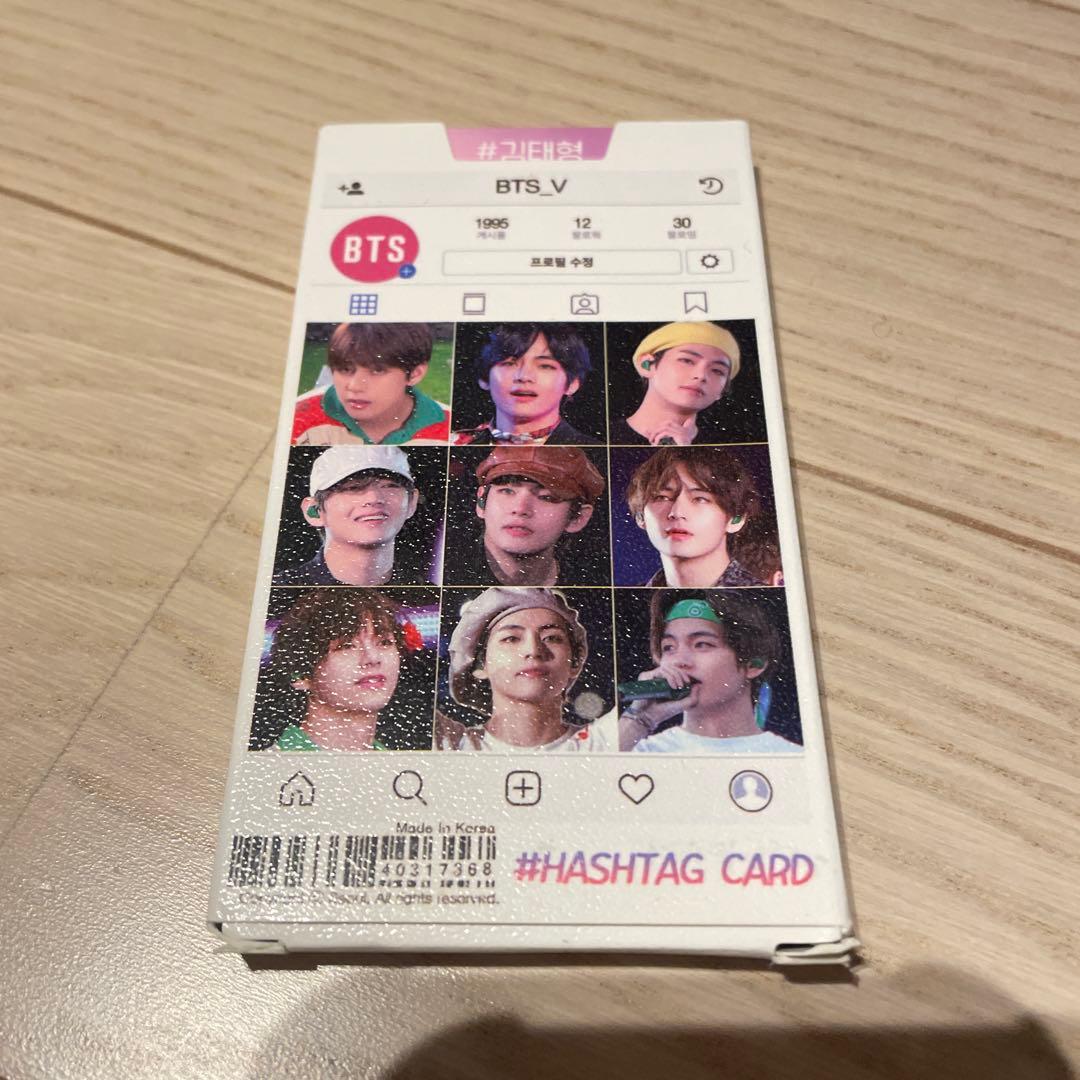 #김태형
BTS_V
1995 12 30
게시물 팔로워 팔로잉
BTS
프로필 수정
Made In Korea
40317368
#HASHTAG CARD
All rights reserved.